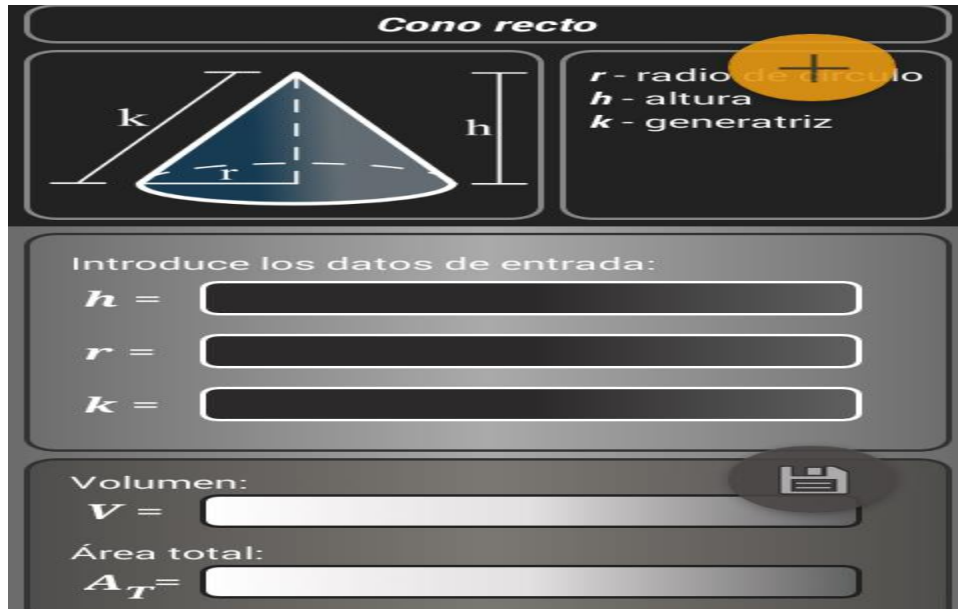 Cono recto
k
r
h
r - radio de círculo
h - altura
k - generatriz
Introduce los datos de entrada:
h =
r =
k =
Volumen:
V =
Área total:
A_T=